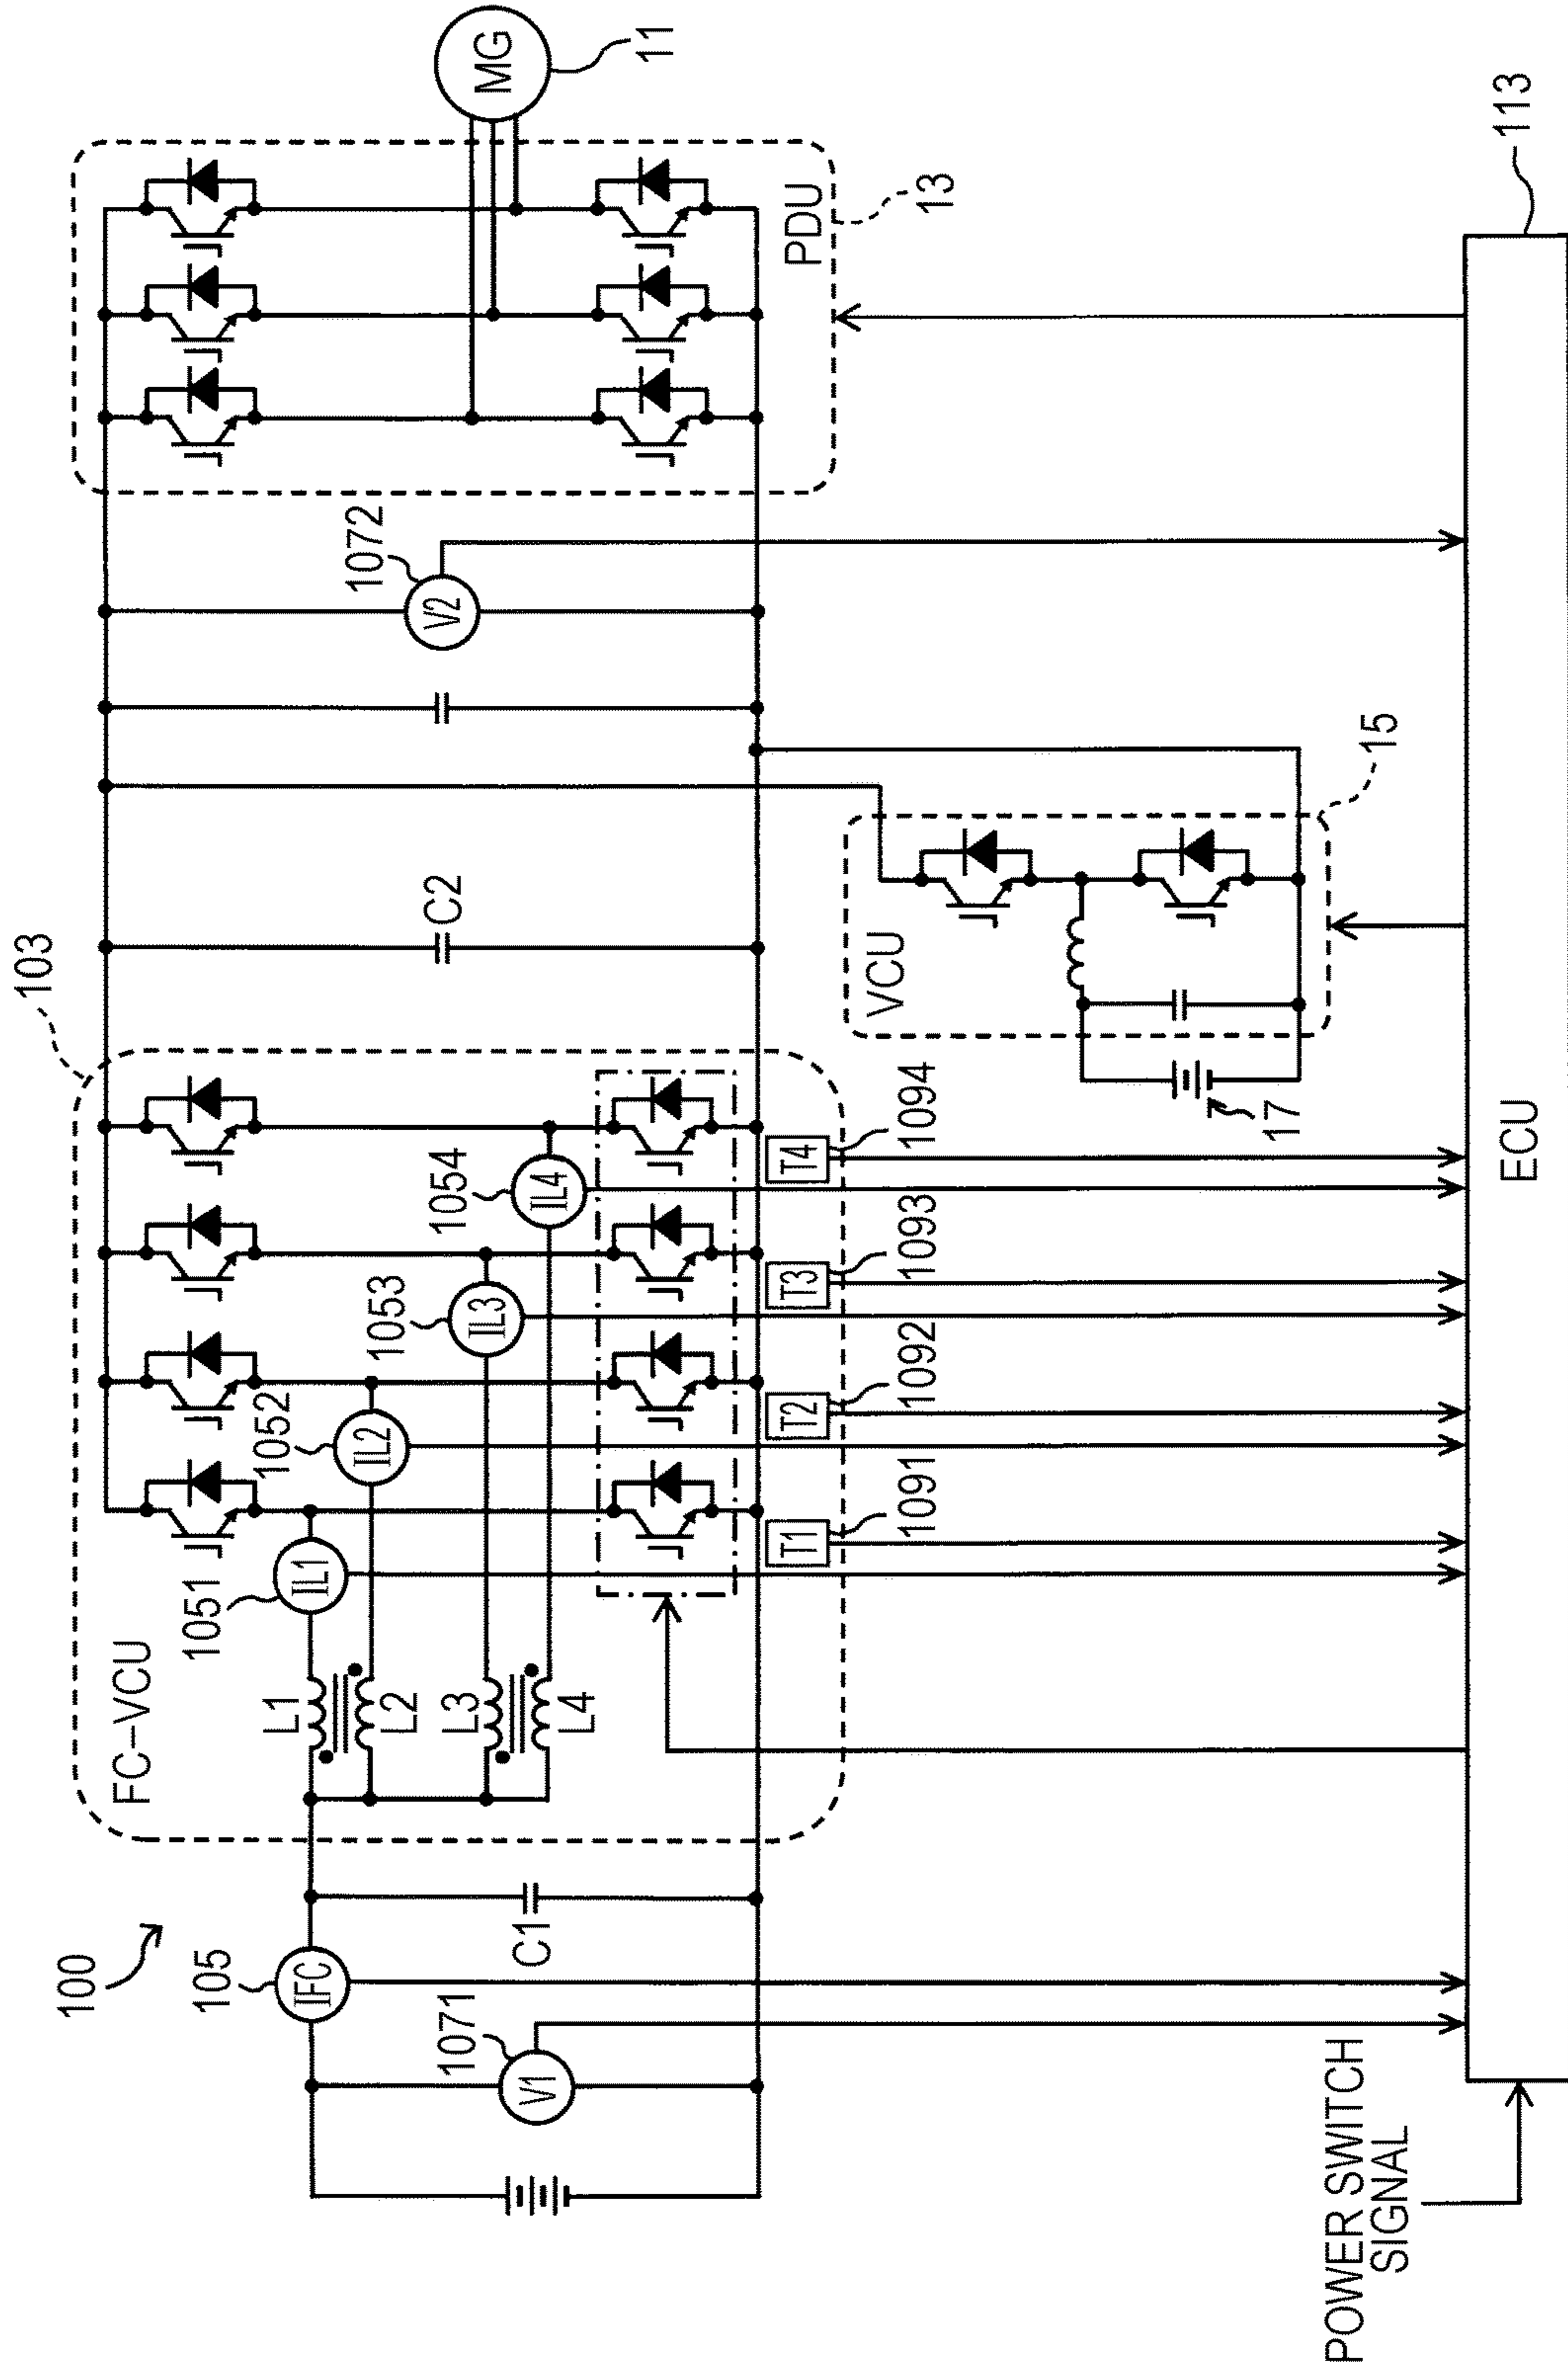 100
103
FC-VCU
105
IFC
1071
V1
C1
L1
L2
L3
L4
1051
IL1
1052
IL2
1053
IL3
1054
IL4
T1
1091
T2
1092
T3
1093
T4
1094
C2
1072
V2
VCU
15
17
PDU
13
MG
11
ECU
113
POWER SWITCH
SIGNAL